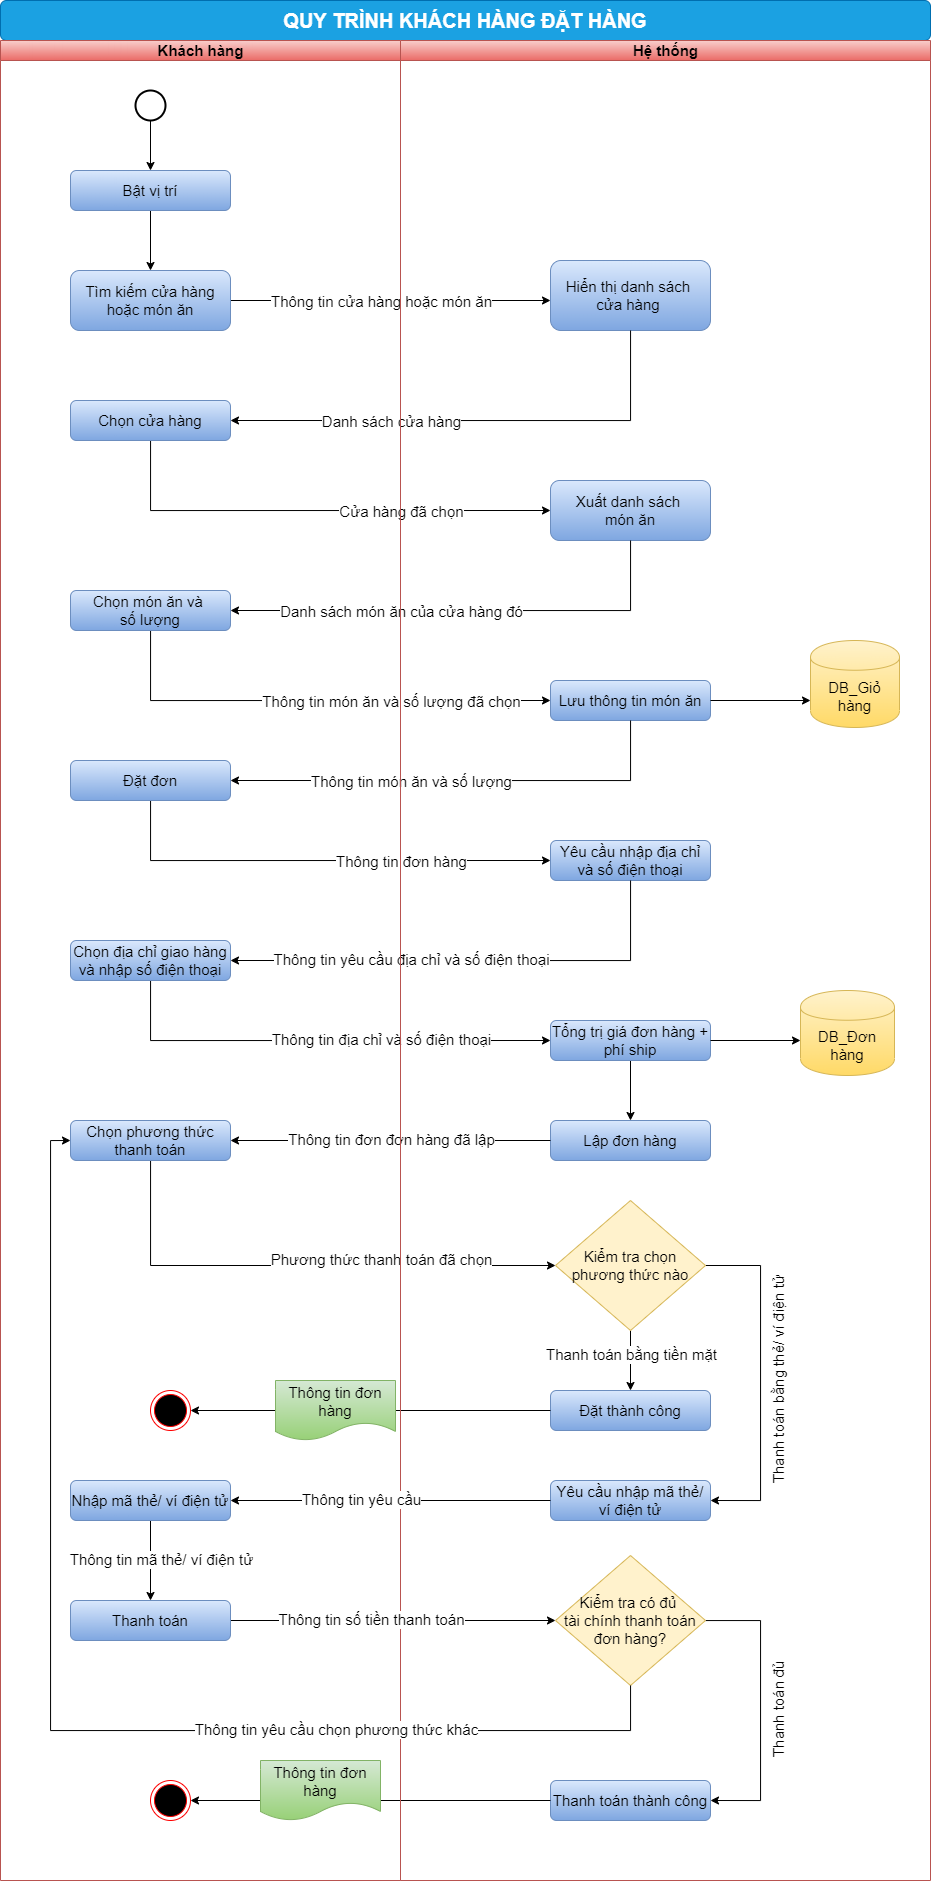 QUY TRÌNH KHÁCH HÀNG ĐẶT HÀNG
Khách hàng
Hệ thống
Bật vị trí
Tìm kiếm cửa hàng
hoặc món ăn
Thông tin cửa hàng hoặc món ăn
Hiển thị danh sách
cửa hàng
Chọn cửa hàng
Danh sách cửa hàng
Cửa hàng đã chọn
Xuất danh sách
món ăn
Chọn món ăn và
số lượng
Danh sách món ăn của cửa hàng đó
Thông tin món ăn và số lượng đã chọn
Lưu thông tin món ăn
DB_Giỏ
hàng
Đặt đơn
Thông tin món ăn và số lượng
Thông tin đơn hàng
Yêu cầu nhập địa chỉ
và số điện thoại
Chọn địa chỉ giao hàng
và nhập số điện thoại
Thông tin yêu cầu địa chỉ và số điện thoại
Thông tin địa chỉ và số điện thoại
Tổng trị giá đơn hàng +
phí ship
DB_Đơn
hàng
Chọn phương thức
thanh toán
Thông tin đơn đơn hàng đã lập
Lập đơn hàng
Phương thức thanh toán đã chọn
Kiểm tra chọn
phương thức nào
Thanh toán bằng thẻ/ ví điện tử
Thanh toán bằng tiền mặt
Thông tin đơn
hàng
Đặt thành công
Nhập mã thẻ/ ví điện tử
Thông tin yêu cầu
Yêu cầu nhập mã thẻ/
ví điện tử
Thông tin mã thẻ/ ví điện tử
Thanh toán
Thông tin số tiền thanh toán
Kiểm tra có đủ
tài chính thanh toán
đơn hàng?
Thanh toán đủ
Thông tin yêu cầu chọn phương thức khác
Thông tin đơn
hàng
Thanh toán thành công